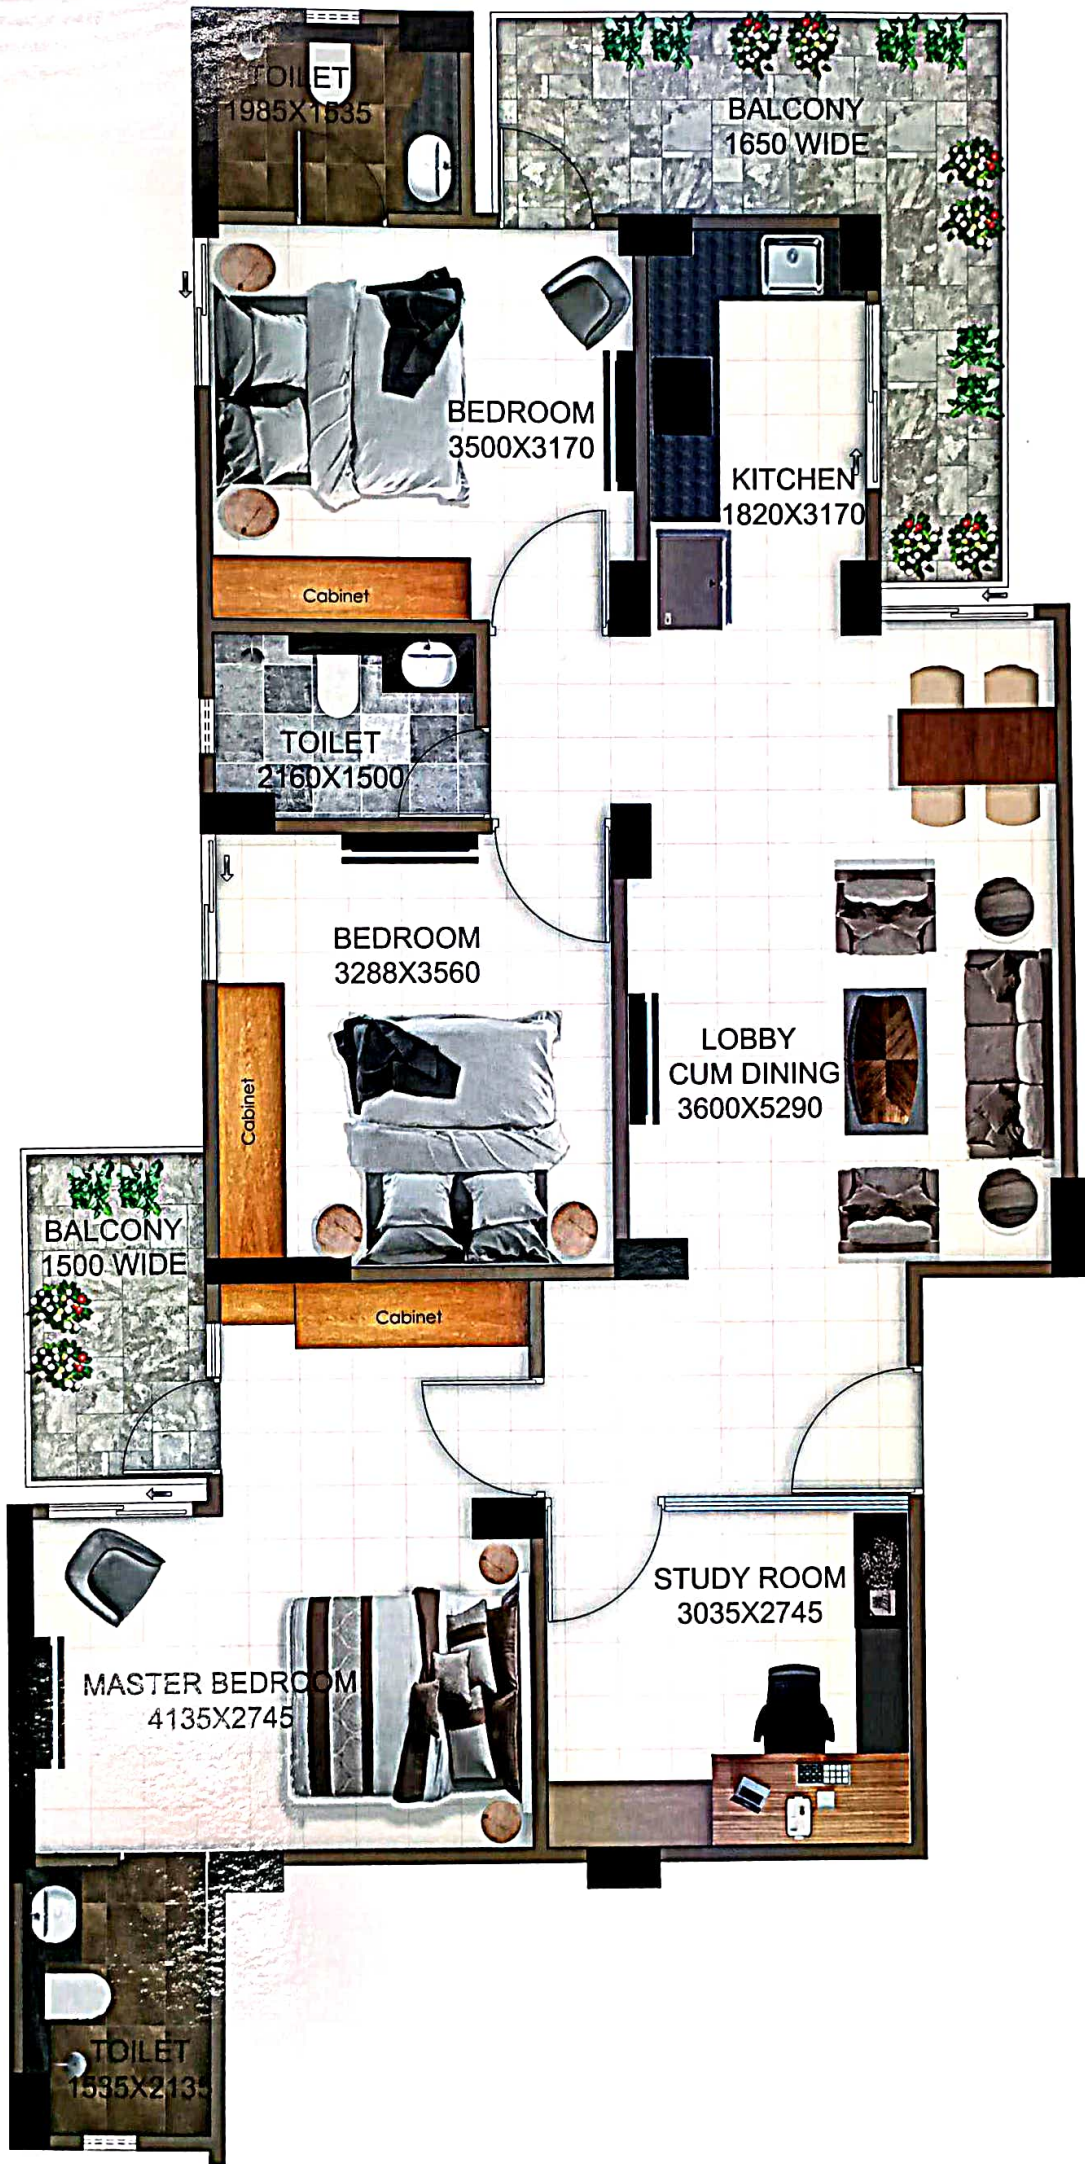 TOILET
1985X1535
BALCONY
1650 WIDE
BEDROOM
3500X3170
KITCHEN
1820X3170
Cabinet
TOILET
2160X1500
BEDROOM
3288X3560
LOBBY
CUM DINING
3600X5290
Cabinet
BALCONY
1500 WIDE
Cabinet
STUDY ROOM
3035X2745
MASTER BEDROOM
4135X2745
TOILET
1535X2135